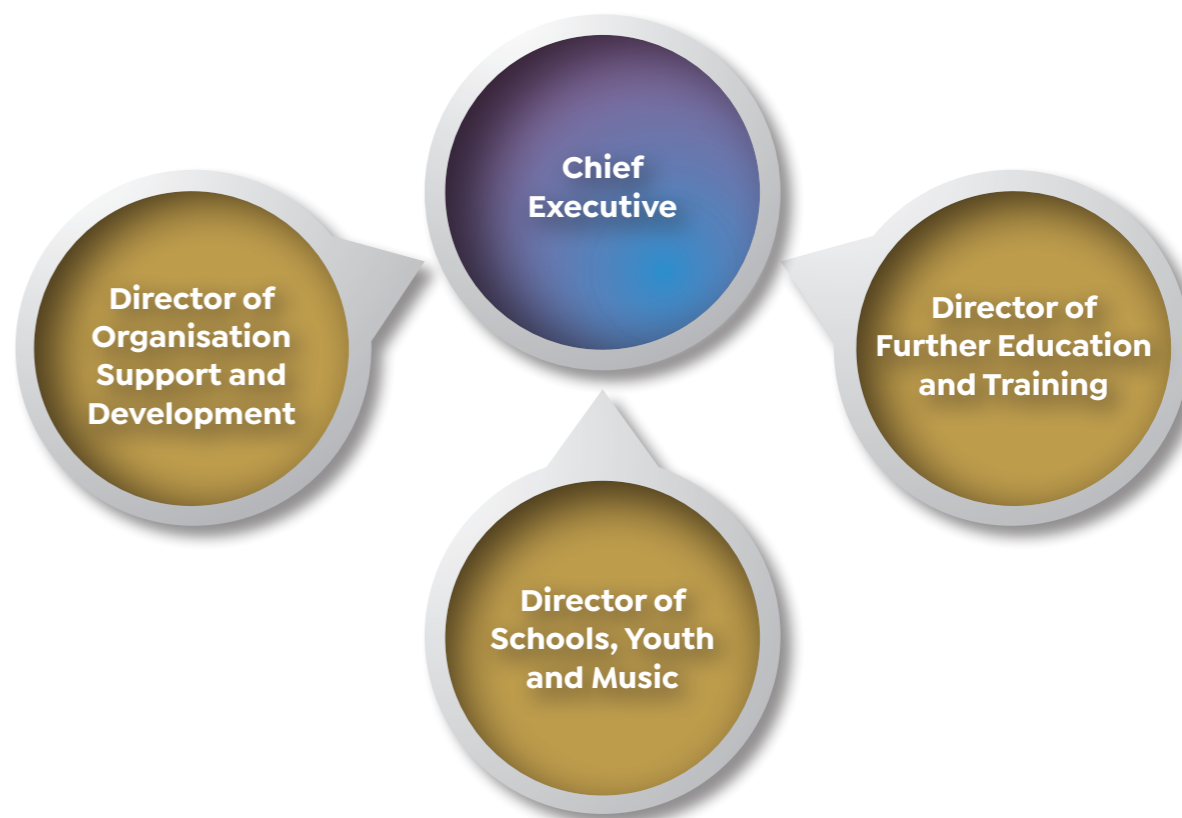 Chief
Executive
Director of
Organisation
Support and
Development
Director of
Further Education
and Training
Director of
Schools, Youth
and Music